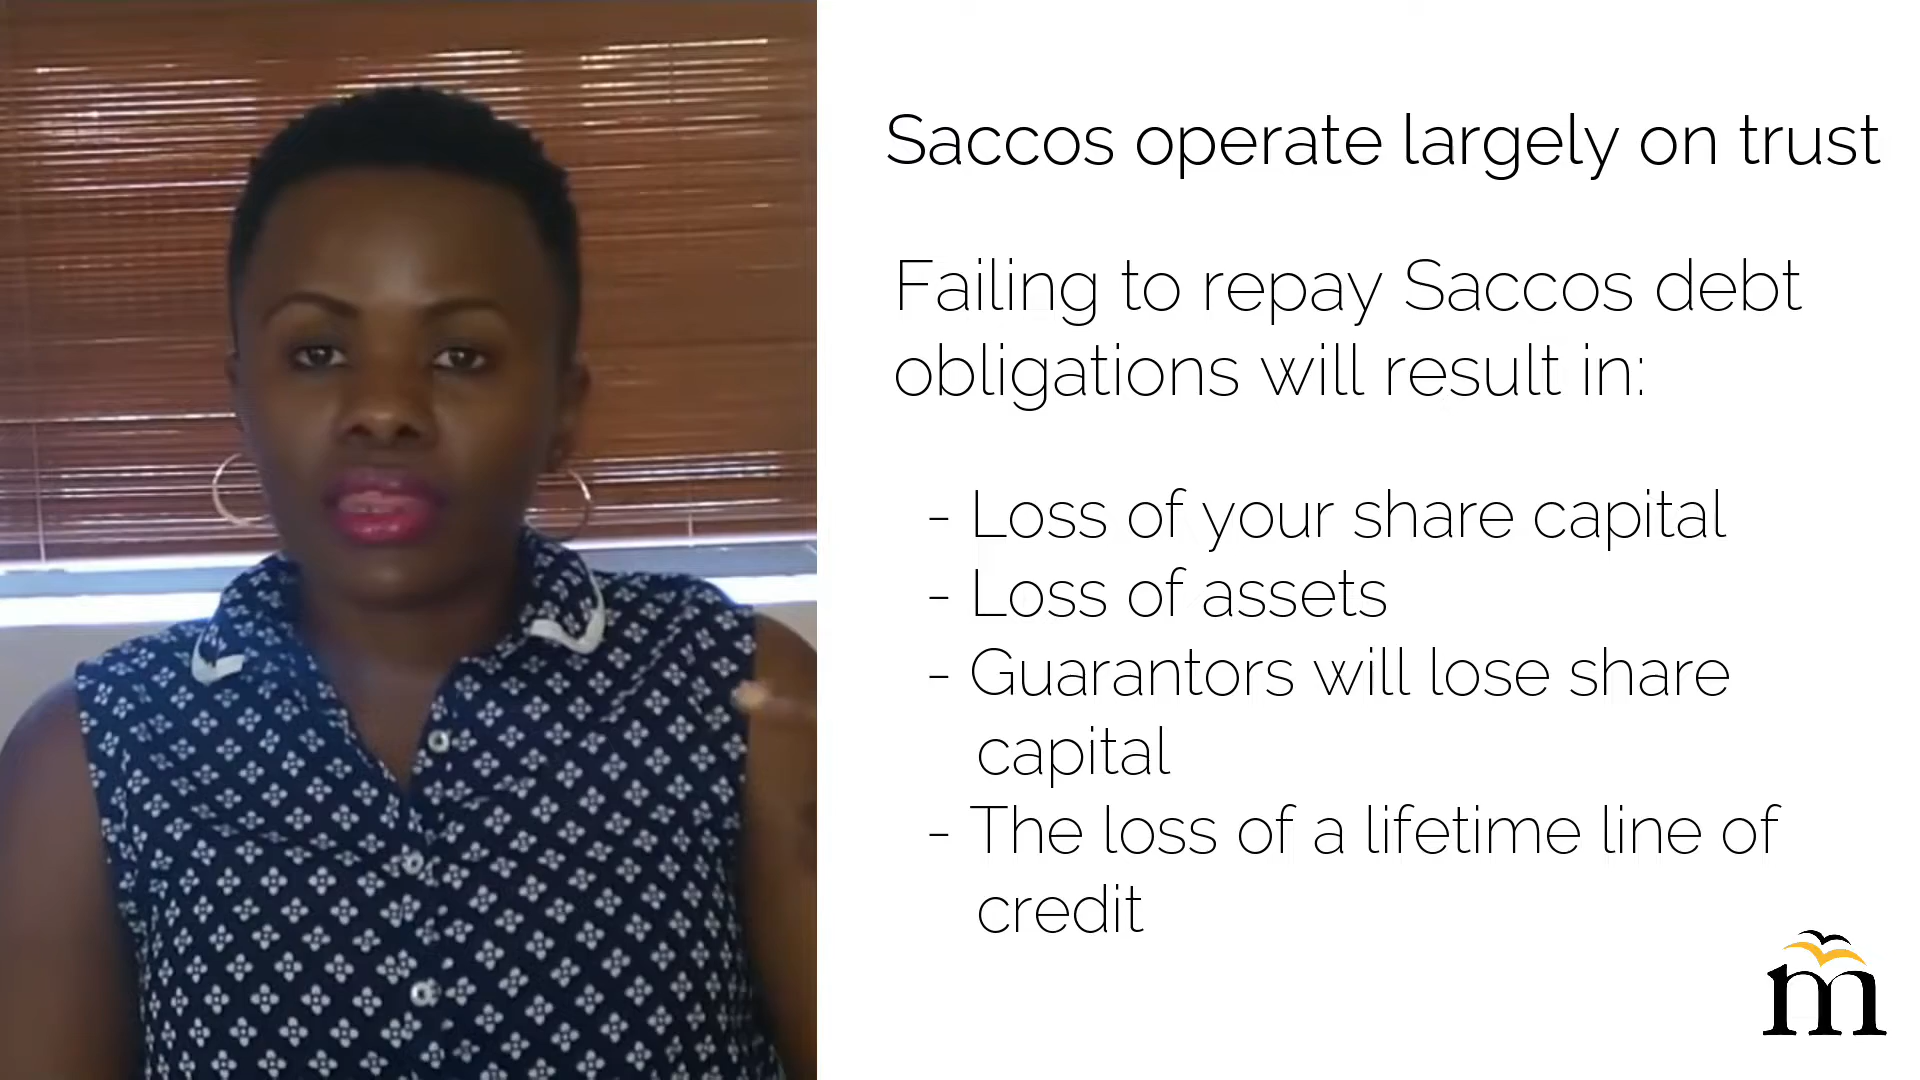 Saccos operate largely on trust
Failing to repay Saccos debt
obligations will result in:
- Loss of your share capital
- Loss of assets
- Guarantors will lose share
capital
- The loss of a lifetime line of
credit
m